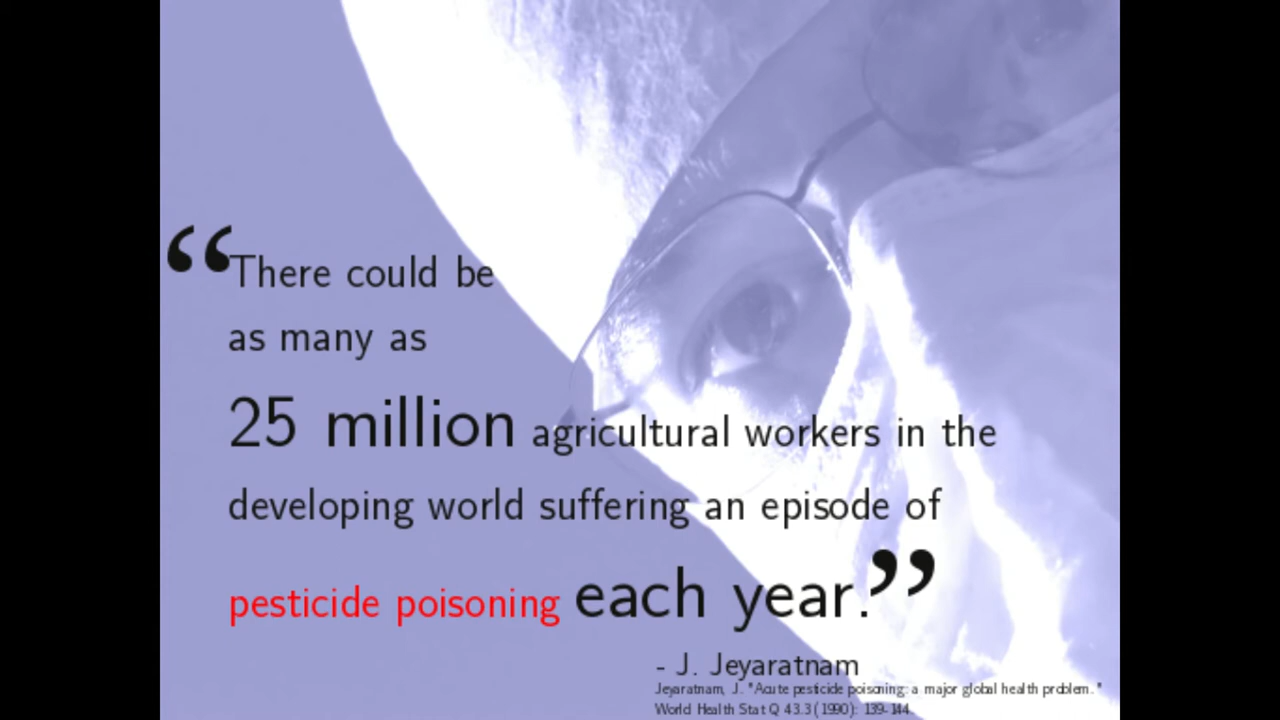 “There could be
as many as
25 million agricultural workers in the
developing world suffering an episode of
pesticide poisoning each year.”
- J. Jeyaratnam
Jeyaratnam, J. "Acute pesticide poisoning: a major global health problem."
World Health Stat Q 43.3 (1990): 139-144.